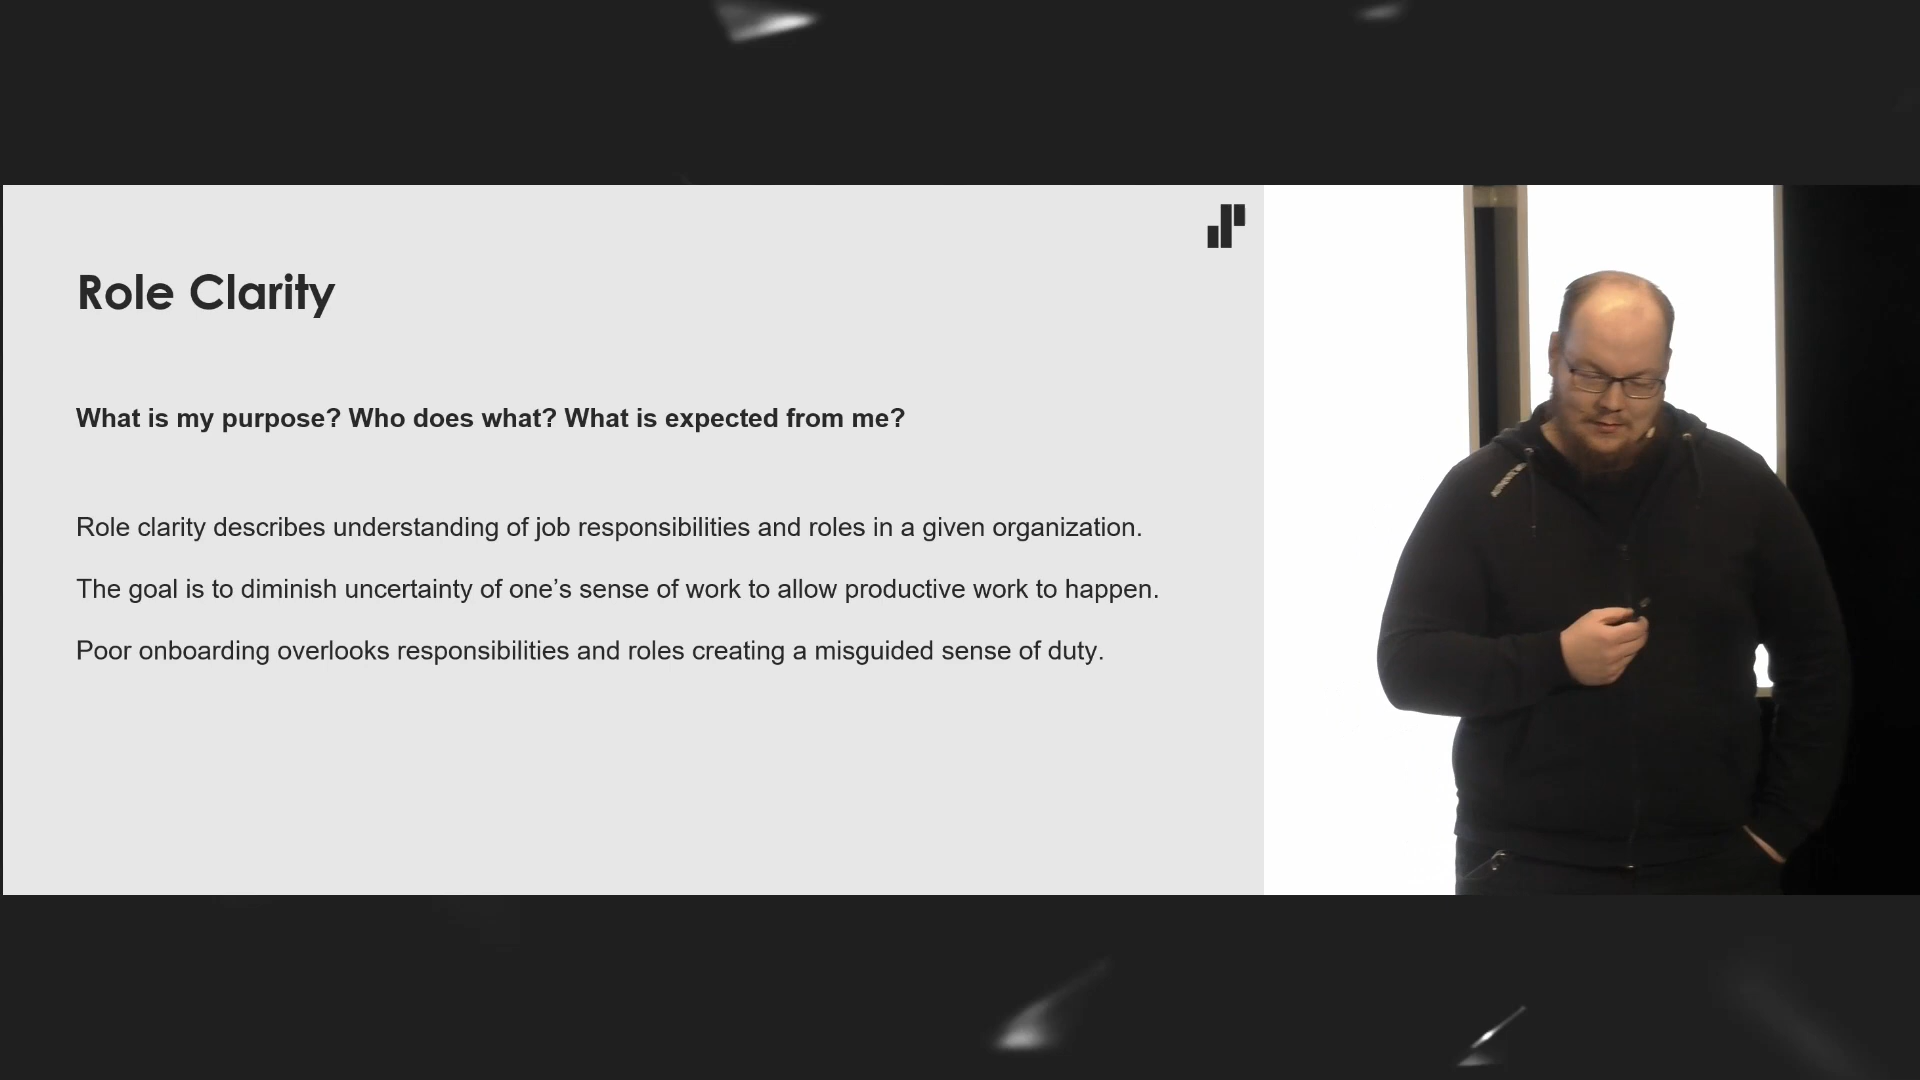 Role Clarity
What is my purpose? Who does what? What is expected from me?
Role clarity describes understanding of job responsibilities and roles in a given organization.
The goal is to diminish uncertainty of one’s sense of work to allow productive work to happen.
Poor onboarding overlooks responsibilities and roles creating a misguided sense of duty.